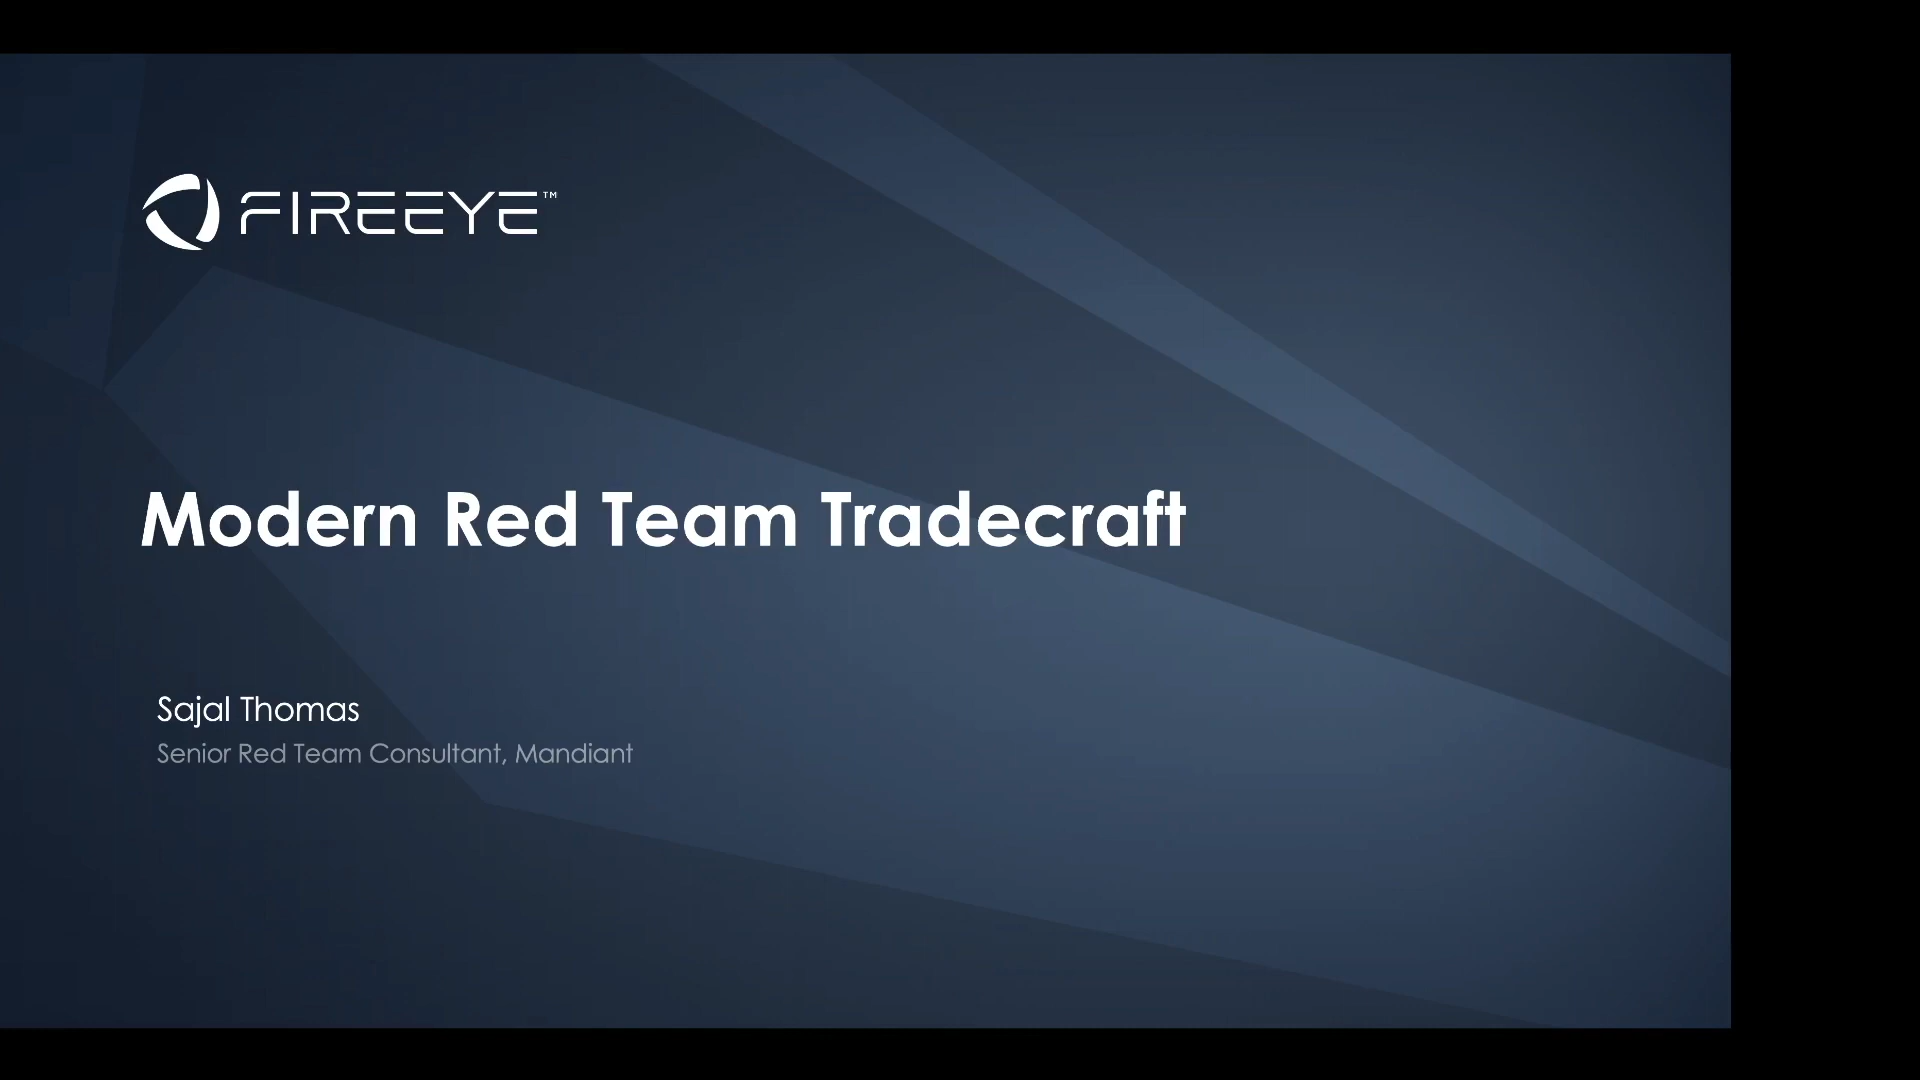 FIREEYE™
Modern Red Team Tradecraft
Sajal Thomas
Senior Red Team Consultant, Mandiant